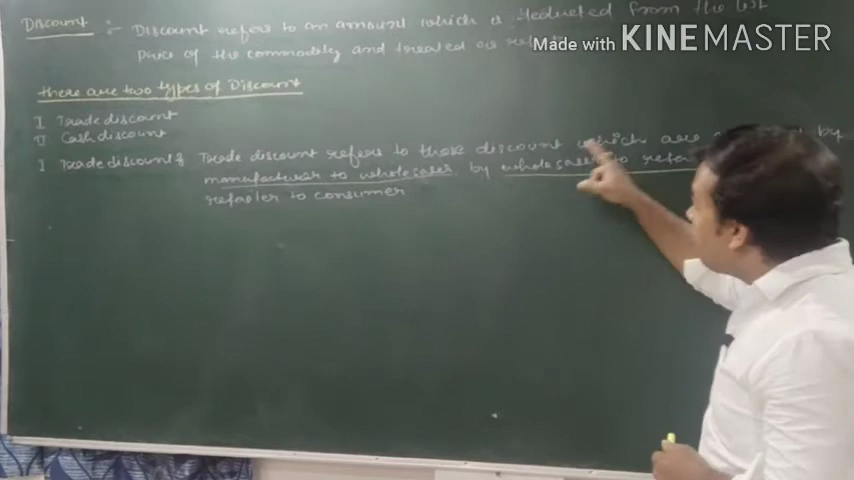 Discount :- Discount refers to an amount which is deducted from the list
price of the commodity and treated as
Made with KINEMASTER
there are two types of Discount
I Trade discount
II Cash discount
I Trade discount : Trade discount refers to those discount which are by
manufacturer to wholesaler by wholesaler to
retailer to consumer